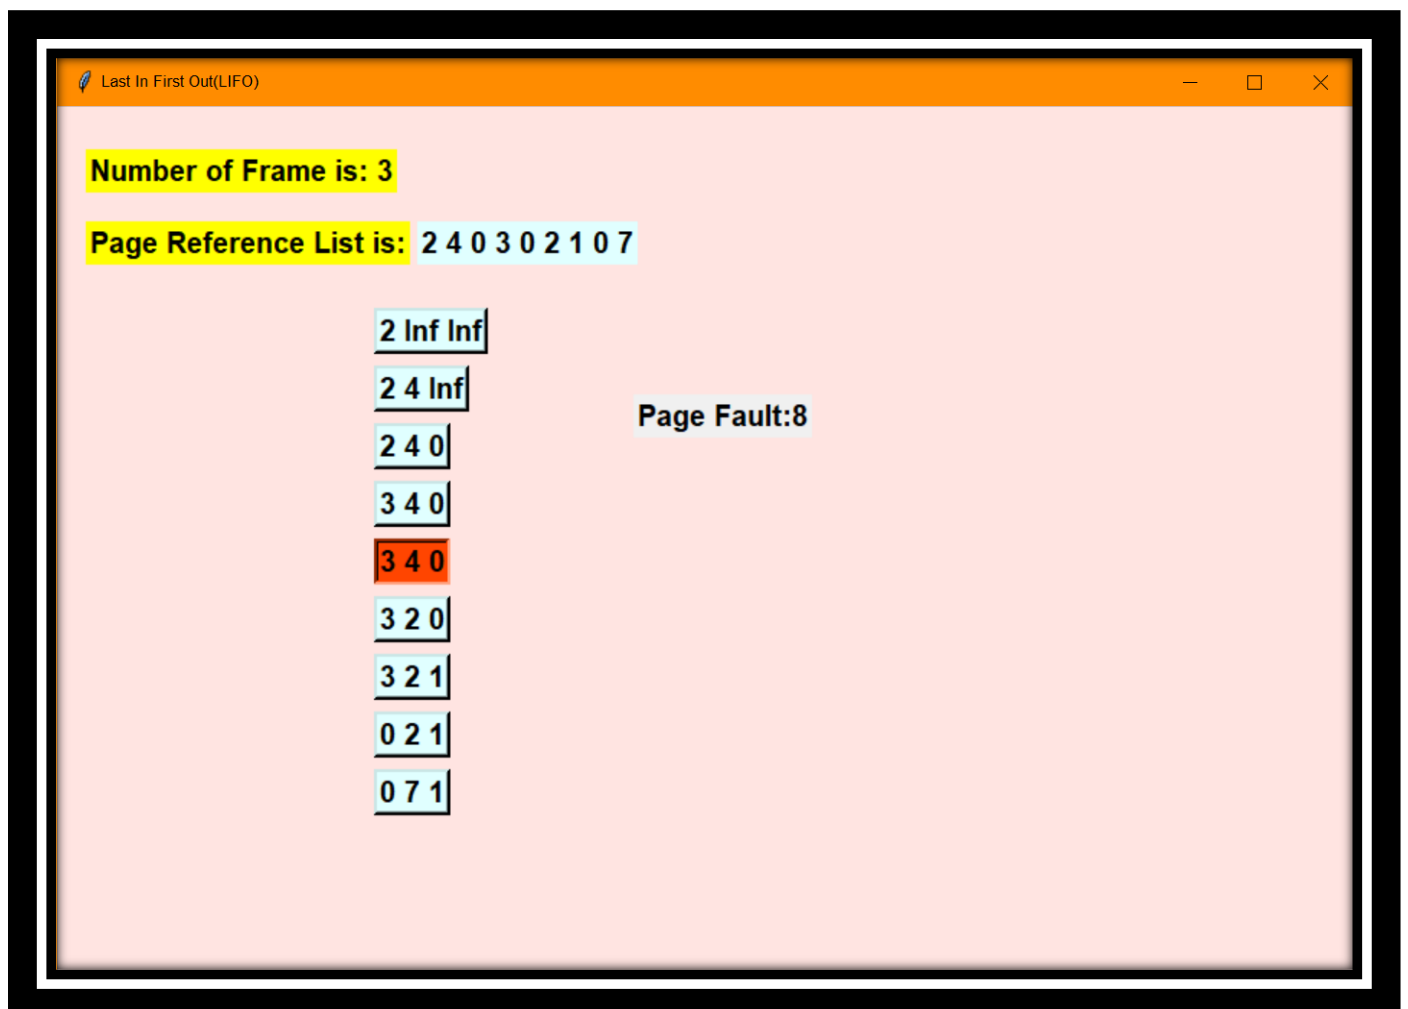 Last In First Out(LIFO)
Number of Frame is: 3
Page Reference List is: 2 4 0 3 0 2 1 0 7
2 Inf Inf
2 4 Inf
Page Fault:8
2 4 0
3 4 0
3 4 0
3 2 0
3 2 1
0 2 1
0 7 1